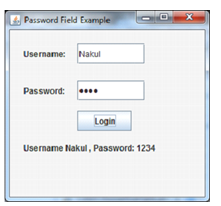 Password Field Example
Username: Nakul
Password: ••••
Login
Username Nakul , Password: 1234